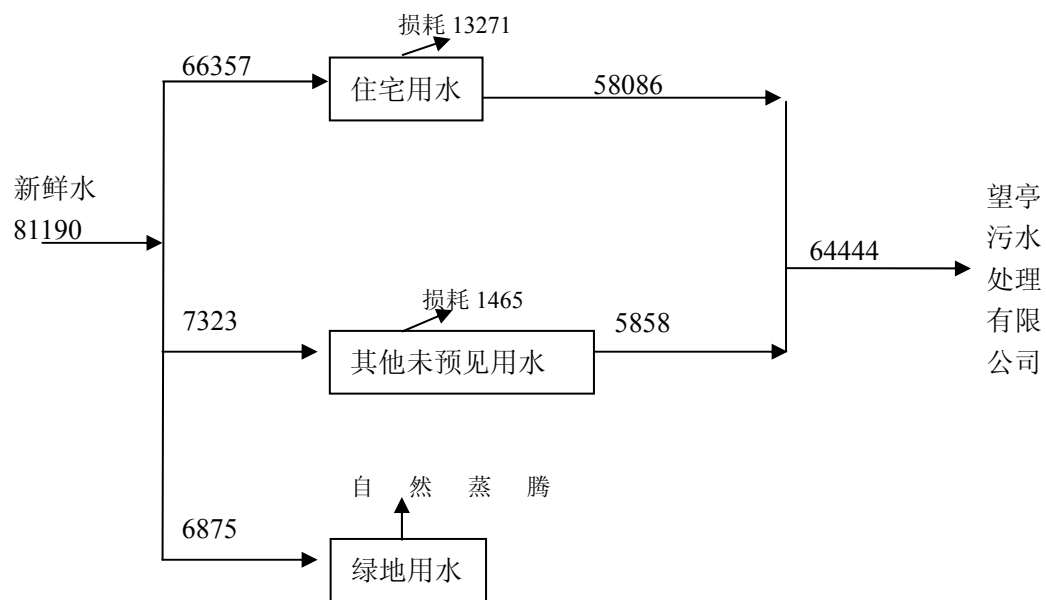 损耗 13271
66357
住宅用水
58086
新鲜水
81190
望亭
污水
处理
有限
公司
64444
损耗 1465
7323
5858
其他未预见用水
自 然 蒸 腾
6875
绿地用水